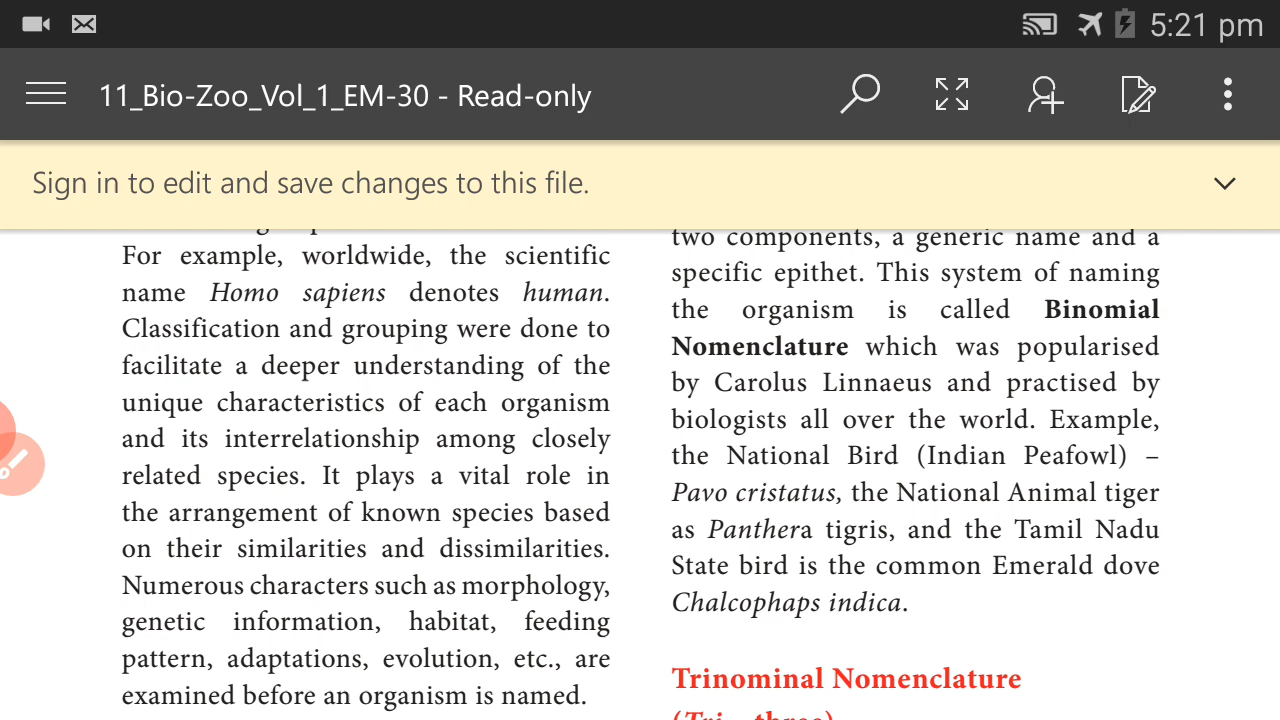 5:21 pm
11_Bio-Zoo_Vol_1_EM-30 - Read-only
Sign in to edit and save changes to this file.
For example, worldwide, the scientific
name Homo sapiens denotes human.
Classification and grouping were done to
facilitate a deeper understanding of the
unique characteristics of each organism
and its interrelationship among closely
related species. It plays a vital role in
the arrangement of known species based
on their similarities and dissimilarities.
Numerous characters such as morphology,
genetic information, habitat, feeding
pattern, adaptations, evolution, etc., are
examined before an organism is named.
two components, a generic name and a
specific epithet. This system of naming
the organism is called Binomial
Nomenclature which was popularised
by Carolus Linnaeus and practised by
biologists all over the world. Example,
the National Bird (Indian Peafowl) –
Pavo cristatus, the National Animal tiger
as Panthera tigris, and the Tamil Nadu
State bird is the common Emerald dove
Chalcophaps indica.
Trinominal Nomenclature
(Tri – three)